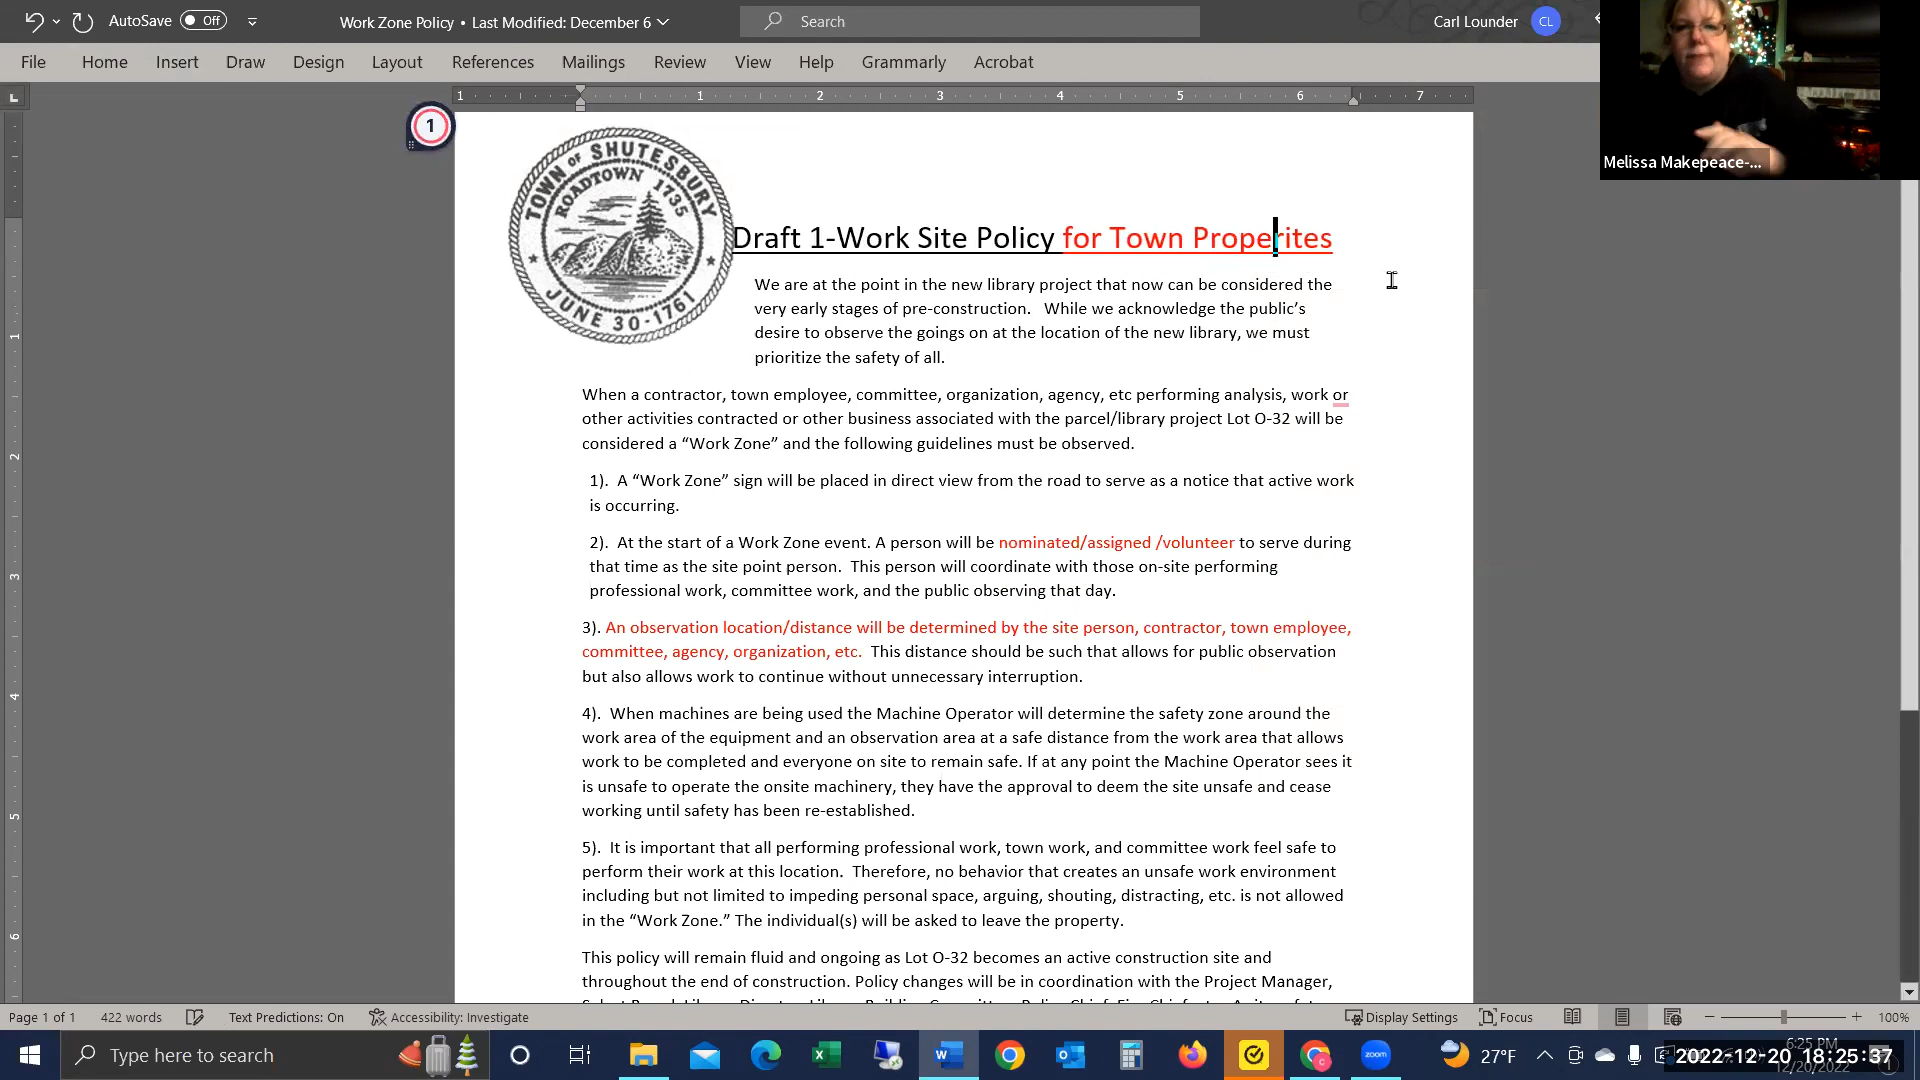 AutoSave Off
Work Zone Policy • Last Modified: December 6
Search
Carl Lounder CL
File Home Insert Draw Design Layout References Mailings Review View Help Grammarly Acrobat
Melissa Makepeace-...
1 1 2 3 4 5 6 7
1
TOWN OF SHUTESBURY
ROADTOWN 1735
JUNE 30-1761
Draft 1-Work Site Policy for Town Properites
We are at the point in the new library project that now can be considered the
very early stages of pre-construction. While we acknowledge the public’s
desire to observe the goings on at the location of the new library, we must
prioritize the safety of all.
When a contractor, town employee, committee, organization, agency, etc performing analysis, work or
other activities contracted or other business associated with the parcel/library project Lot O-32 will be
considered a “Work Zone” and the following guidelines must be observed.
1). A “Work Zone” sign will be placed in direct view from the road to serve as a notice that active work
is occurring.
2). At the start of a Work Zone event. A person will be nominated/assigned /volunteer to serve during
that time as the site point person. This person will coordinate with those on-site performing
professional work, committee work, and the public observing that day.
3). An observation location/distance will be determined by the site person, contractor, town employee,
committee, agency, organization, etc. This distance should be such that allows for public observation
but also allows work to continue without unnecessary interruption.
4). When machines are being used the Machine Operator will determine the safety zone around the
work area of the equipment and an observation area at a safe distance from the work area that allows
work to be completed and everyone on site to remain safe. If at any point the Machine Operator sees it
is unsafe to operate the onsite machinery, they have the approval to deem the site unsafe and cease
working until safety has been re-established.
5). It is important that all performing professional work, town work, and committee work feel safe to
perform their work at this location. Therefore, no behavior that creates an unsafe work environment
including but not limited to impeding personal space, arguing, shouting, distracting, etc. is not allowed
in the “Work Zone.” The individual(s) will be asked to leave the property.
This policy will remain fluid and ongoing as Lot O-32 becomes an active construction site and
throughout the end of construction. Policy changes will be in coordination with the Project Manager,
1
2
3
4
5
6
Page 1 of 1 422 words Text Predictions: On Accessibility: Investigate
Display Settings Focus 100%
Type here to search
zoom
27°F
6:25 PM
12/20/2022
2022-12-20 18:25:37